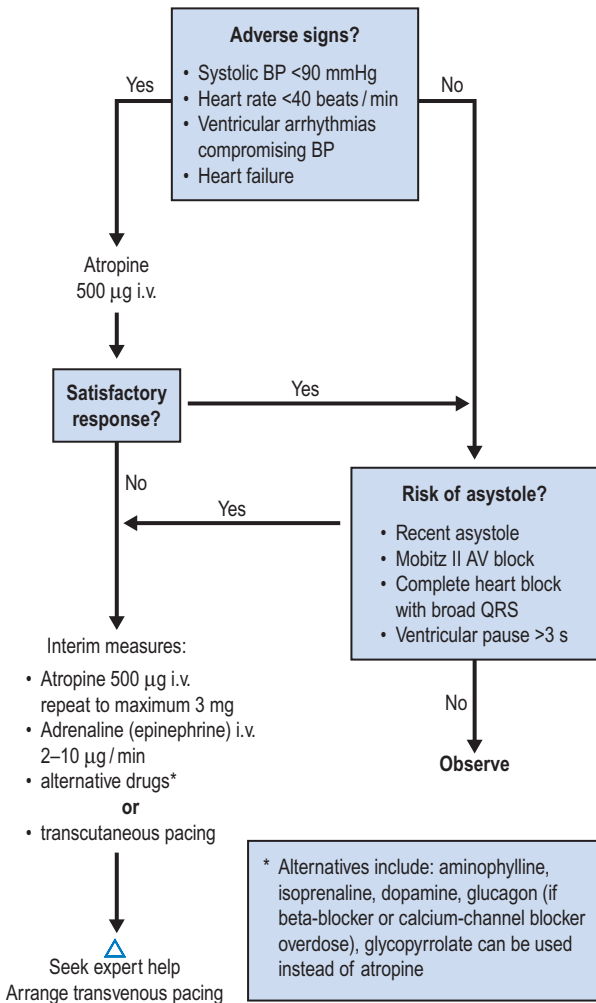 Adverse signs?
• Systolic BP <90 mmHg
• Heart rate <40 beats / min
• Ventricular arrhythmias
compromising BP
• Heart failure
Yes
No
Atropine
500 µg i.v.
Satisfactory
response?
Yes
No
Risk of asystole?
• Recent asystole
• Mobitz II AV block
• Complete heart block
with broad QRS
• Ventricular pause >3 s
Yes
No
Observe
Interim measures:
• Atropine 500 µg i.v.
repeat to maximum 3 mg
• Adrenaline (epinephrine) i.v.
2–10 µg / min
• alternative drugs*
or
• transcutaneous pacing
Seek expert help
Arrange transvenous pacing
* Alternatives include: aminophylline,
isoprenaline, dopamine, glucagon (if
beta-blocker or calcium-channel blocker
overdose), glycopyrrolate can be used
instead of atropine